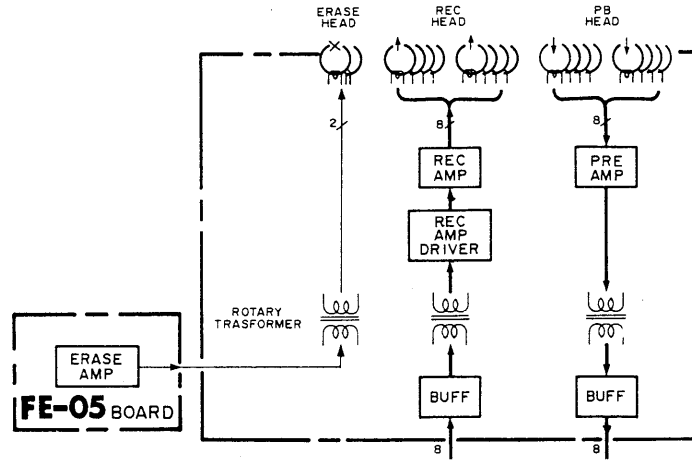 ERASE
HEAD
REC
HEAD
PB
HEAD
2
8
8
REC
AMP
PRE
AMP
REC
AMP
DRIVER
ROTARY
TRASFORMER
ERASE
AMP
FE-05 BOARD
BUFF
BUFF
8
8